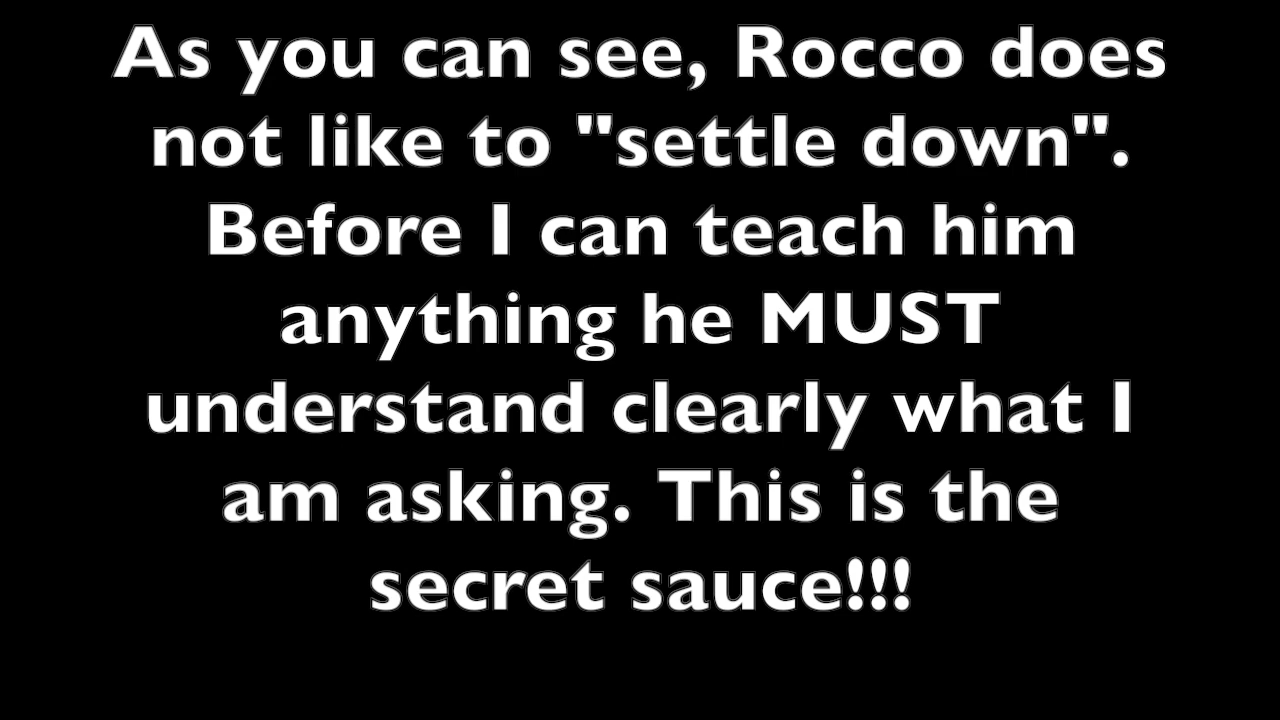 As you can see, Rocco does
not like to "settle down".
Before I can teach him
anything he MUST
understand clearly what I
am asking. This is the
secret sauce!!!